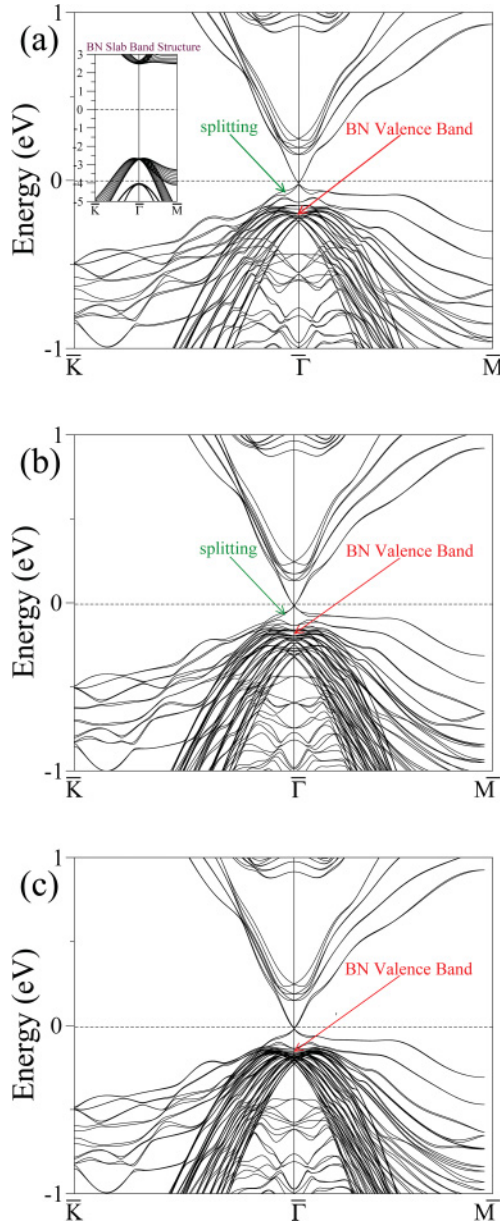 (a)
BN Slab Band Structure
3
2
1
0
-1
-2
-3
-4
-5
K̅ Γ̅ M̅
splitting
BN Valence Band
Energy (eV)
1
0
-1
K̅ Γ̅ M̅
(b)
splitting
BN Valence Band
Energy (eV)
1
0
-1
K̅ Γ̅ M̅
(c)
BN Valence Band
Energy (eV)
1
0
-1
K̅ Γ̅ M̅